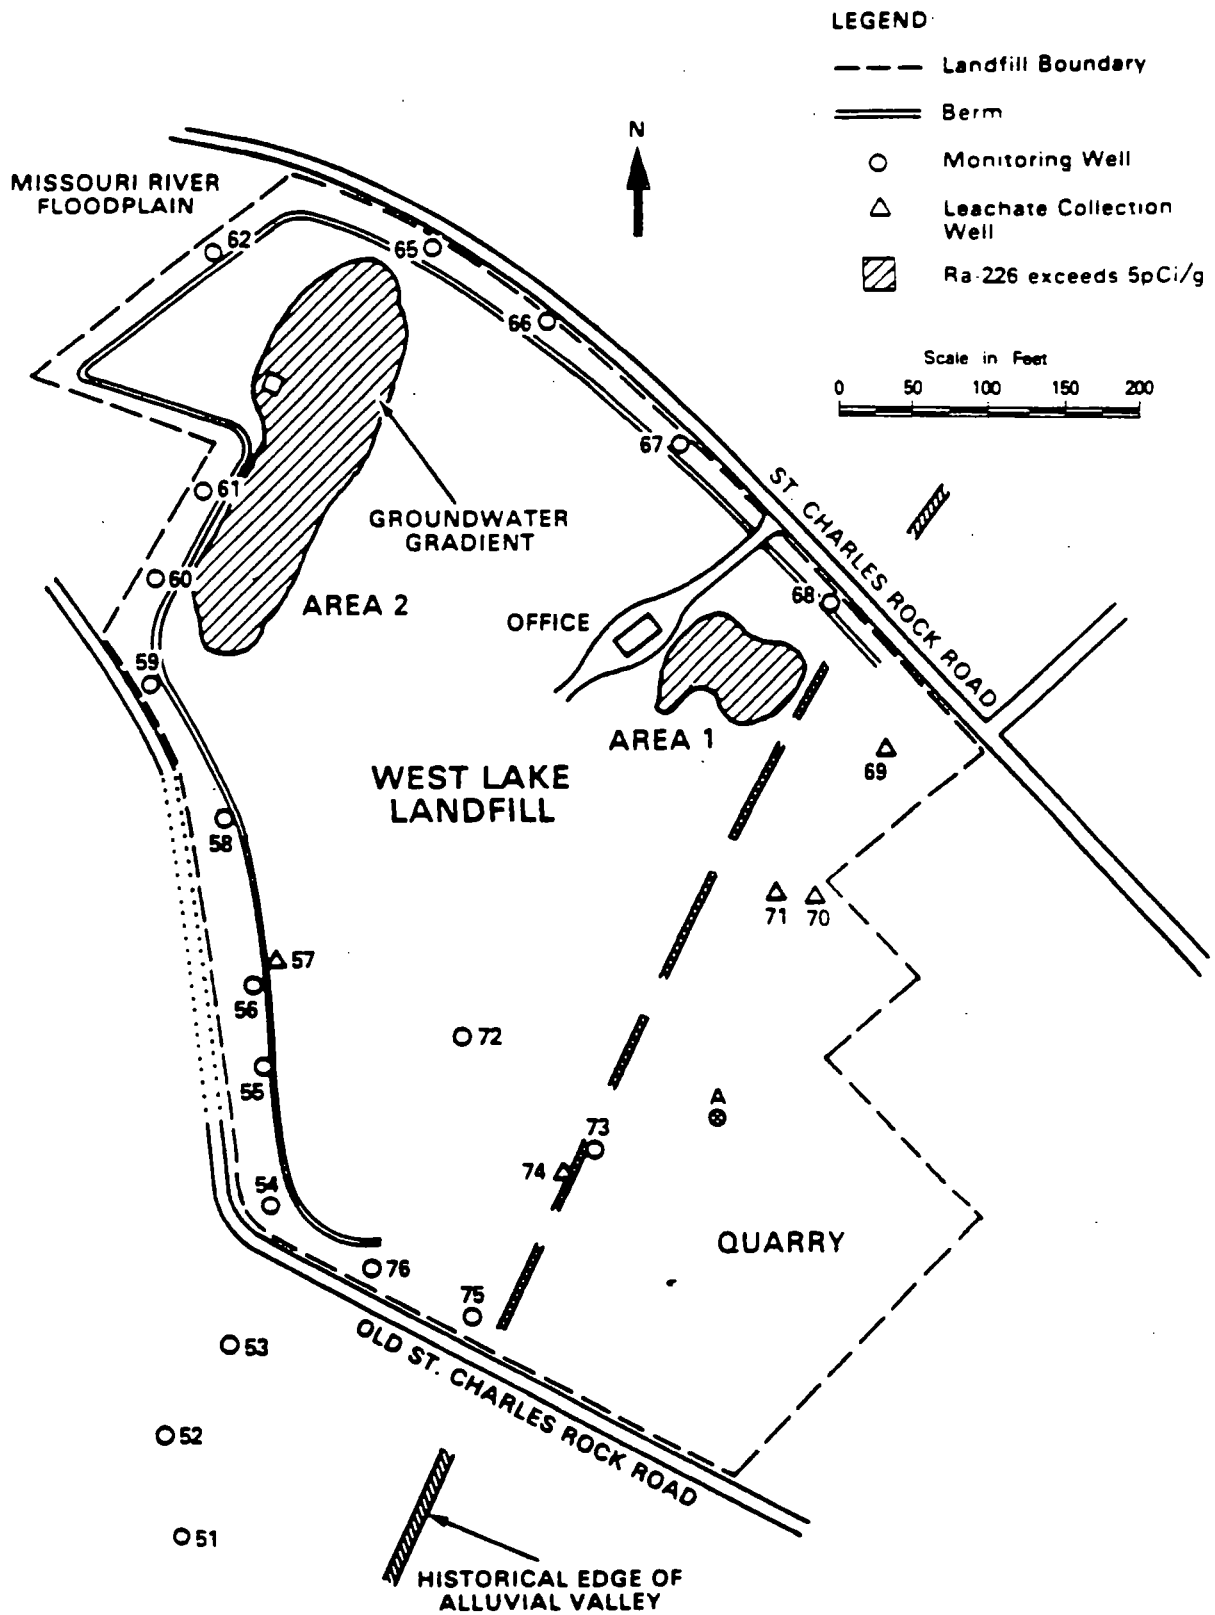 LEGEND
Landfill Boundary
Berm
Monitoring Well
Leachate Collection
Well
Ra-226 exceeds 5pCi/g
Scale in Feet
0 50 100 200
N
MISSOURI RIVER
FLOODPLAIN
62
65
66
67
61
GROUNDWATER
GRADIENT
ST. CHARLES ROCK ROAD
60
AREA 2
OFFICE
68
59
AREA 1
69
WEST LAKE
LANDFILL
58
71
70
57
56
72
55
A
73
74
54
QUARRY
76
75
53
OLD ST. CHARLES ROCK ROAD
52
51
HISTORICAL EDGE OF
ALLUVIAL VALLEY